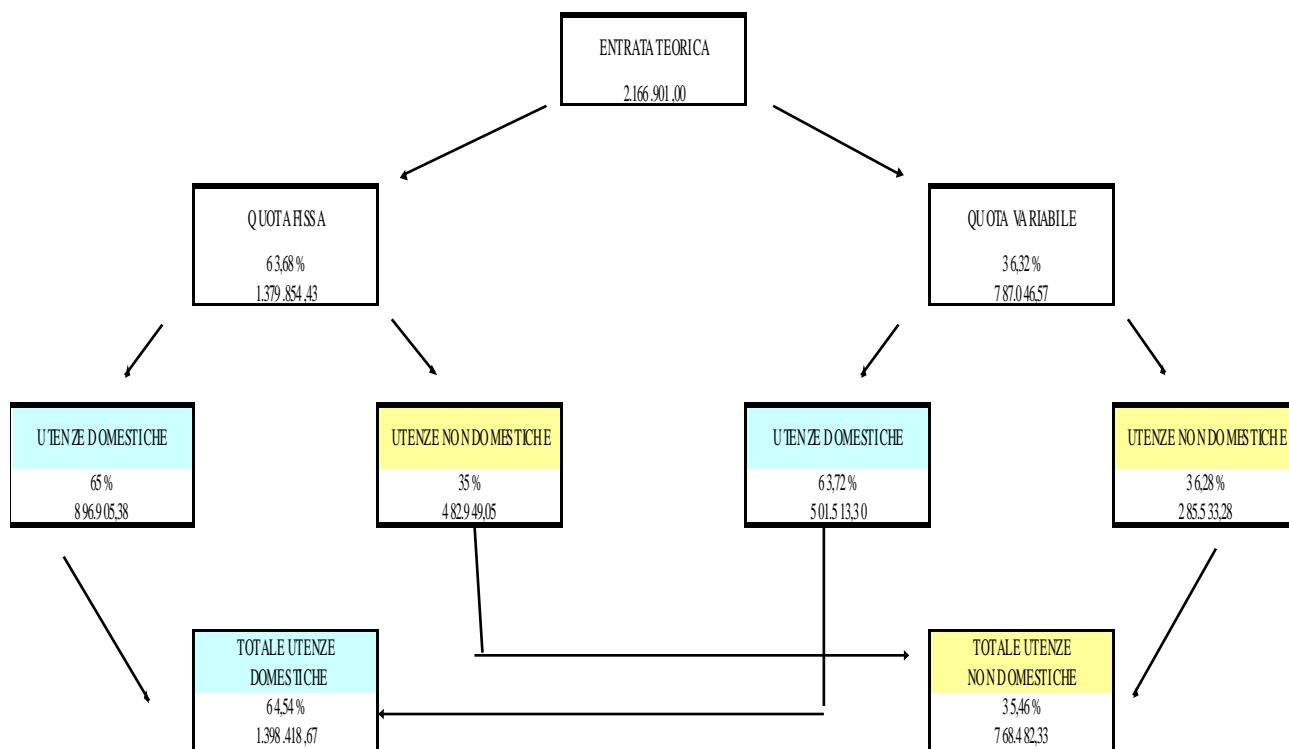 ENTRATA TEORICA
2.166.901,00
QUOTA FISSA
63,68%
1.379.854,43
QUOTA VARIABILE
36,32%
787.046,57
UTENZE DOMESTICHE
65%
896.905,38
UTENZE NON DOMESTICHE
35%
482.949,05
UTENZE DOMESTICHE
63,72%
501.513,30
UTENZE NON DOMESTICHE
36,28%
285.533,28
TOTALE UTENZE
DOMESTICHE
64,54%
1.398.418,67
TOTALE UTENZE
NON DOMESTICHE
35,46%
768.482,33